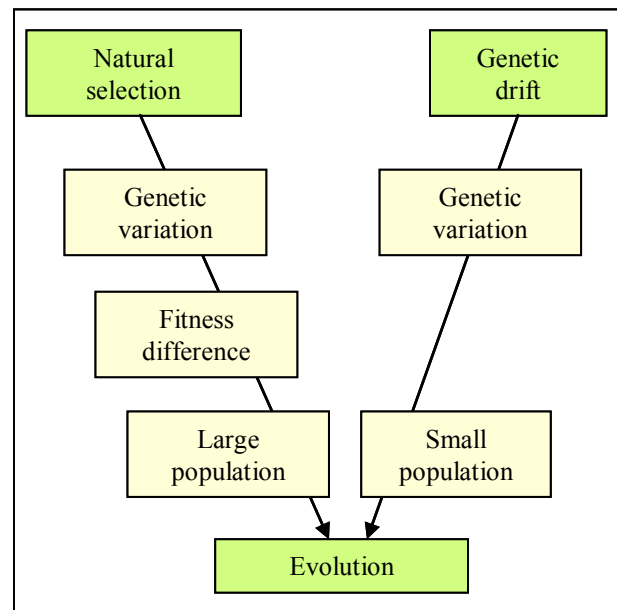 Natural
selection
Genetic
drift
Genetic
variation
Genetic
variation
Fitness
difference
Large
population
Small
population
Evolution